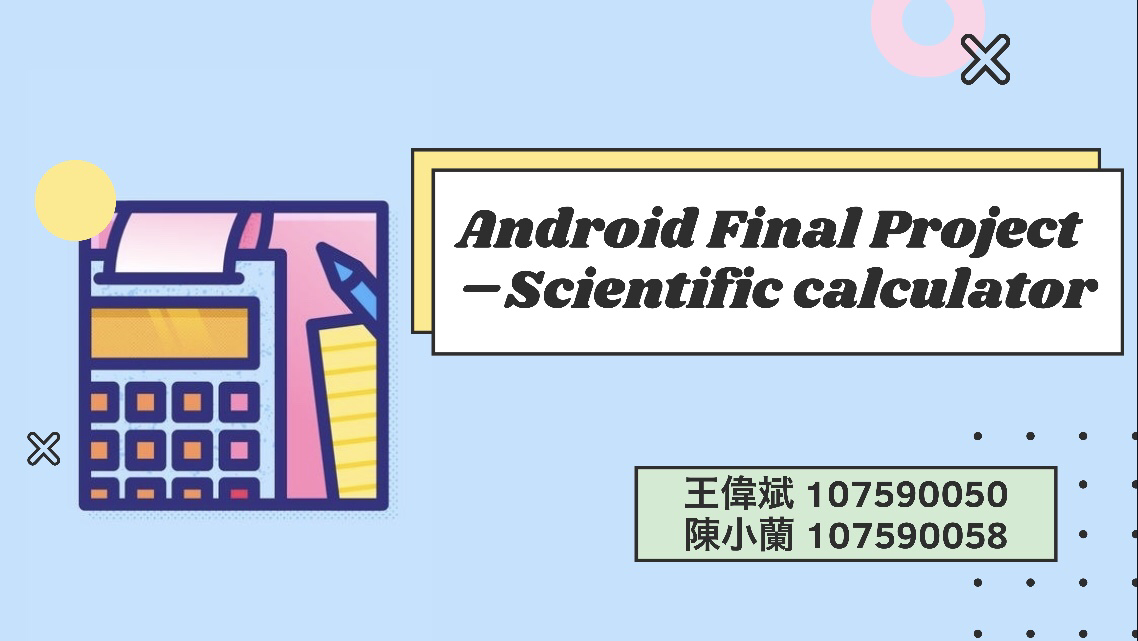 Android Final Project
—Scientific calculator
王偉斌 107590050
陳小蘭 107590058